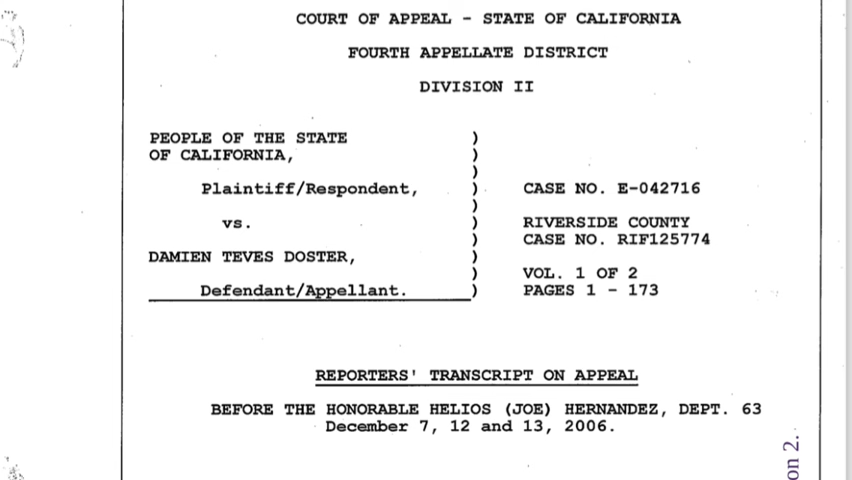 COURT OF APPEAL - STATE OF CALIFORNIA
FOURTH APPELLATE DISTRICT
DIVISION II
PEOPLE OF THE STATE )
OF CALIFORNIA, )
)
Plaintiff/Respondent, ) CASE NO. E-042716
)
vs. ) RIVERSIDE COUNTY
) CASE NO. RIF125774
DAMIEN TEVES DOSTER, )
) VOL. 1 OF 2
Defendant/Appellant. ) PAGES 1 - 173
REPORTERS' TRANSCRIPT ON APPEAL
BEFORE THE HONORABLE HELIOS (JOE) HERNANDEZ, DEPT. 63
December 7, 12 and 13, 2006.
on 2.